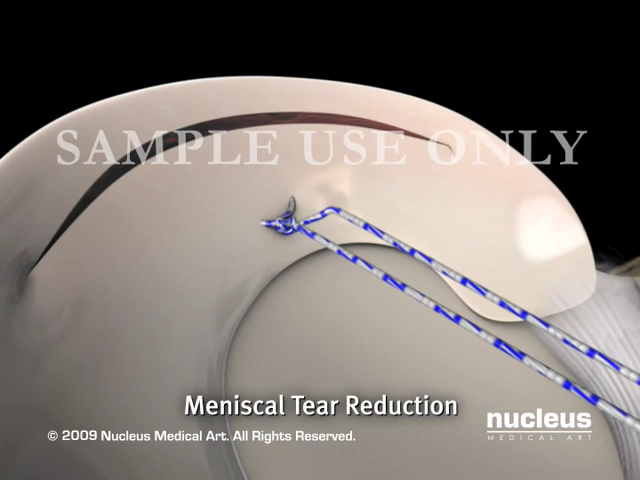 SAMPLE USE ONLY
Meniscal Tear Reduction
© 2009 Nucleus Medical Art. All Rights Reserved.
nucleus
MEDICAL ART